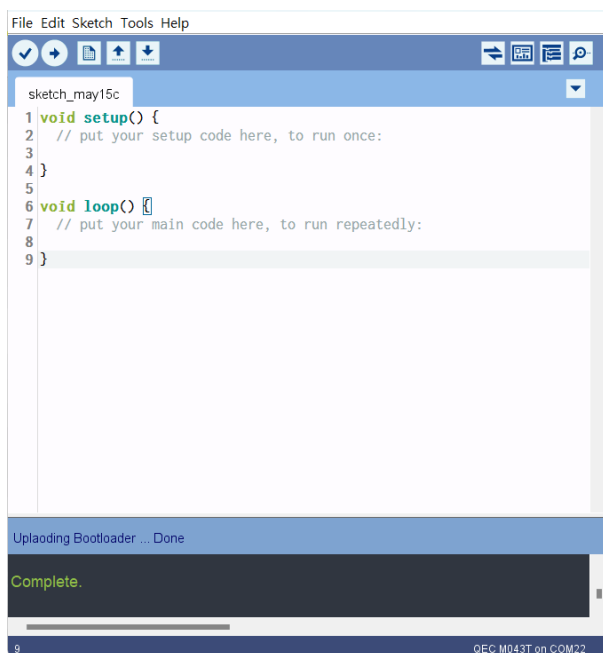 File Edit Sketch Tools Help
sketch_may15c
1 void setup() {
2 // put your setup code here, to run once:
3
4 }
5
6 void loop() {
7 // put your main code here, to run repeatedly:
8
9 }
Uplaoding Bootloader ... Done
Complete.
9 QEC M043T on COM22